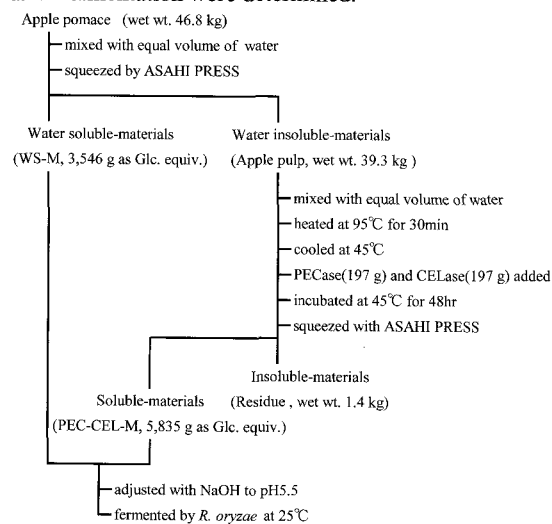 Apple pomace (wet wt. 46.8 kg)
mixed with equal volume of water
squeezed by ASAHI PRESS
Water soluble-materials
(WS-M, 3,546 g as Glc. equiv.)
Water insoluble-materials
(Apple pulp, wet wt. 39.3 kg )
mixed with equal volume of water
heated at 95℃ for 30min
cooled at 45℃
PECase(197 g) and CELase(197 g) added
incubated at 45℃ for 48hr
squeezed with ASAHI PRESS
Insoluble-materials
(Residue , wet wt. 1.4 kg)
Soluble-materials
(PEC-CEL-M, 5,835 g as Glc. equiv.)
adjusted with NaOH to pH5.5
fermented by R. oryzae at 25℃